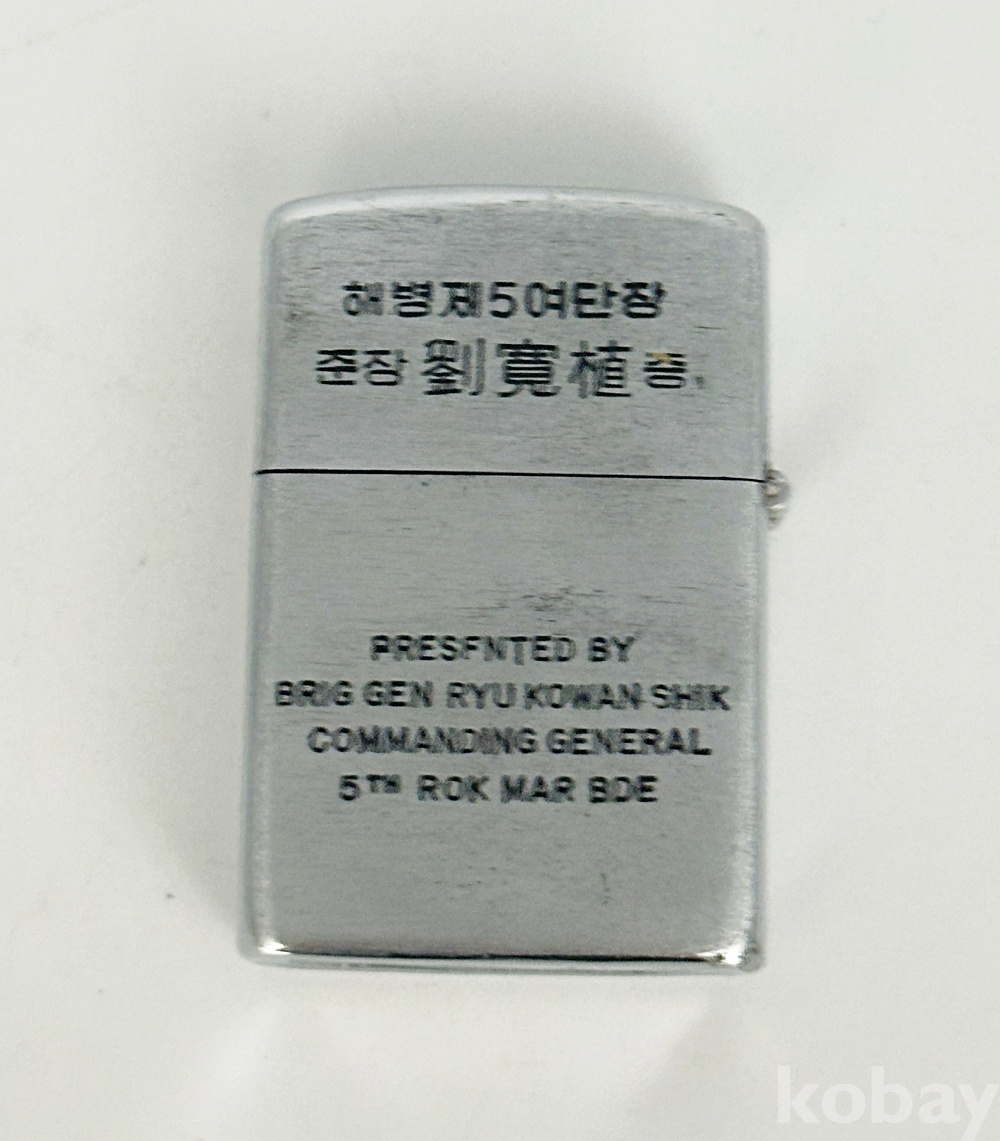 해병제5여단장
준장 劉寬植 증.
PRESENTED BY
BRIG GEN RYU KOWAN SHIK
COMMANDING GENERAL
5TH ROK MAR BDE
kobay